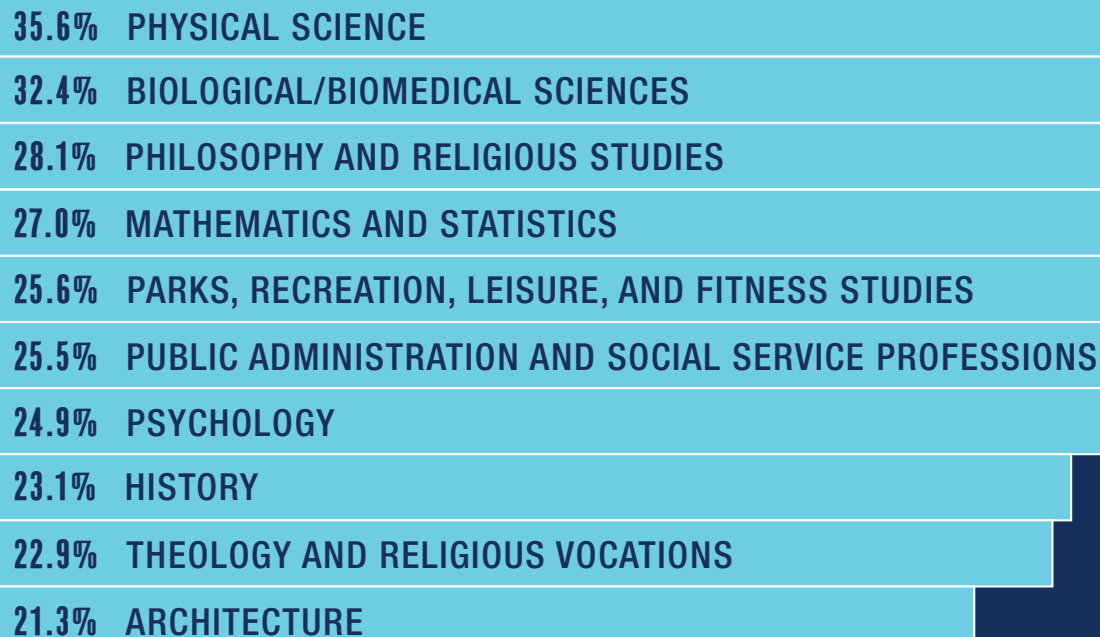 35.6% PHYSICAL SCIENCE
32.4% BIOLOGICAL/BIOMEDICAL SCIENCES
28.1% PHILOSOPHY AND RELIGIOUS STUDIES
27.0% MATHEMATICS AND STATISTICS
25.6% PARKS, RECREATION, LEISURE, AND FITNESS STUDIES
25.5% PUBLIC ADMINISTRATION AND SOCIAL SERVICE PROFESSIONS
24.9% PSYCHOLOGY
23.1% HISTORY
22.9% THEOLOGY AND RELIGIOUS VOCATIONS
21.3% ARCHITECTURE